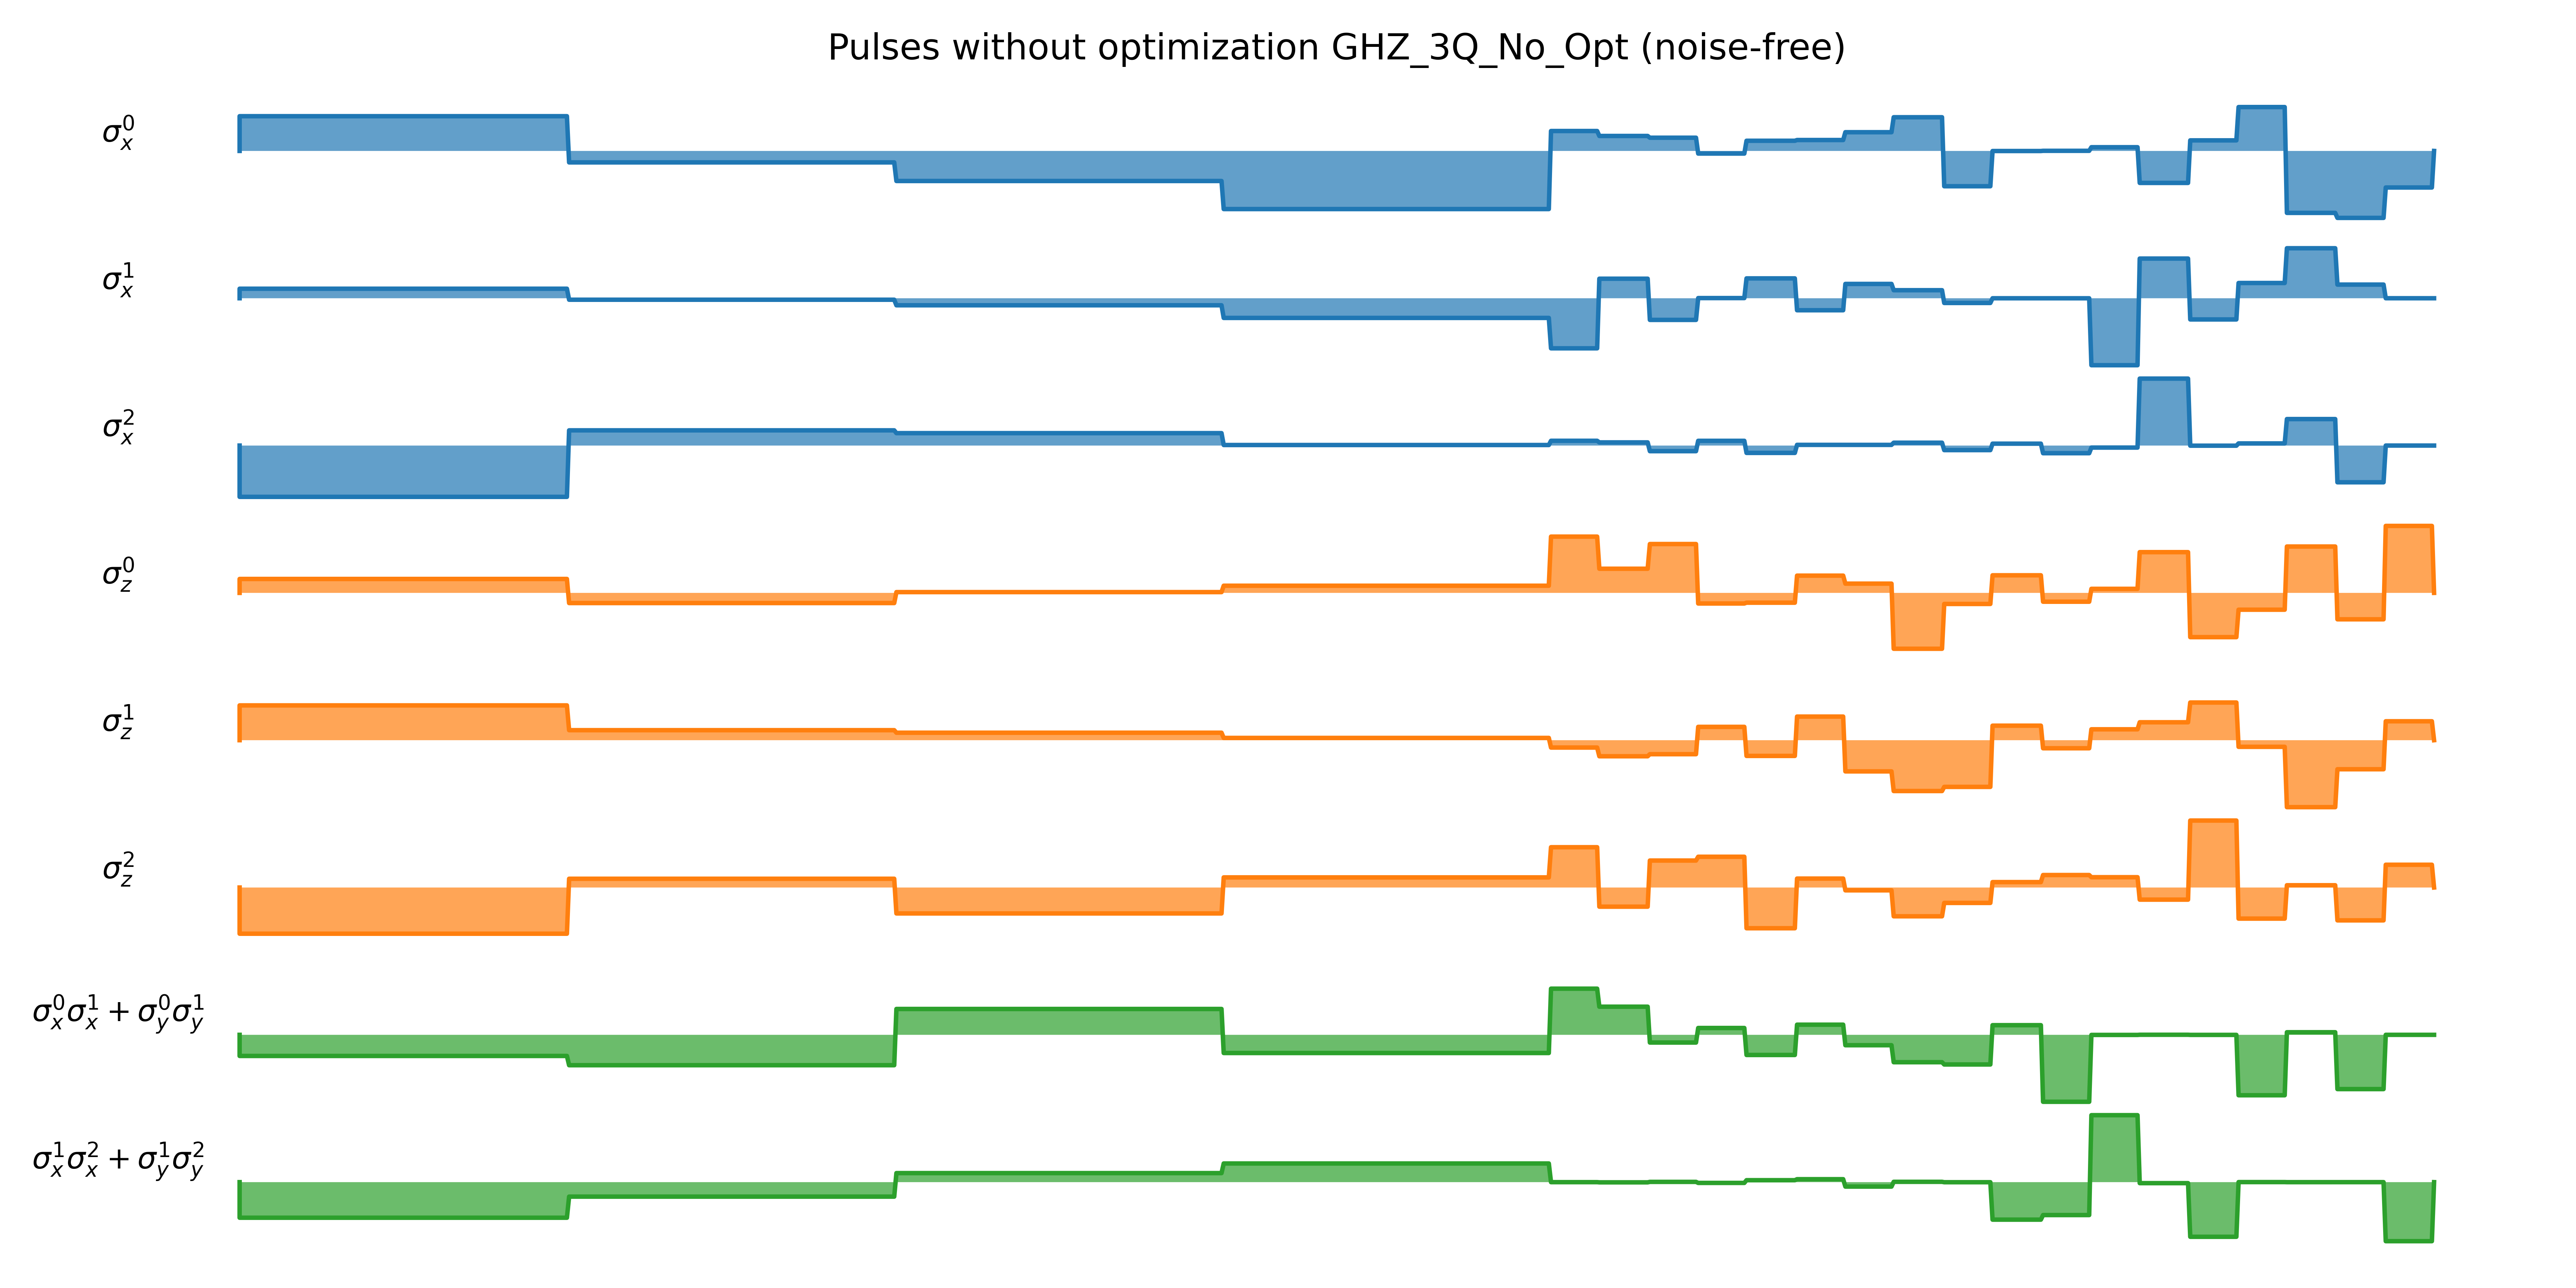 Pulses without optimization GHZ_3Q_No_Opt (noise-free)
σ_x^0
σ_x^1
σ_x^2
σ_z^0
σ_z^1
σ_z^2
σ_x^0σ_x^1 + σ_y^0σ_y^1
σ_x^1σ_x^2 + σ_y^1σ_y^2